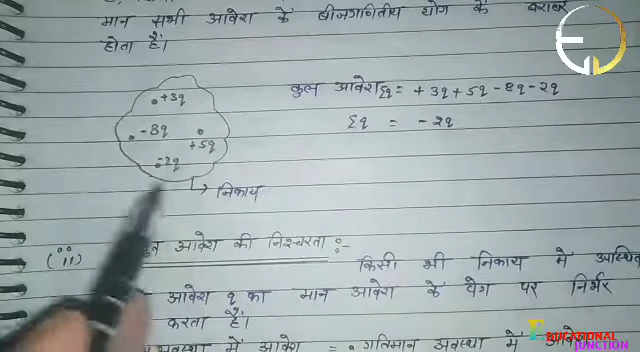 मान सभी आवेश के बीजगणितीय योग के बराबर
होता है।
+3q
-8q
+5q
-2q
→ निकाय
कुल आवेश Σq = +3q+5q-8q-2q
Σq = -2q
(ii) आवेश की निश्चरता :-
किसी भी निकाय में उपस्थित
आवेश q का मान आवेश के वेग पर निर्भर
करता है।
अवस्था में आवेश = गतिमान अवस्था में आवेश
EDUCATIONAL
JUNCTION